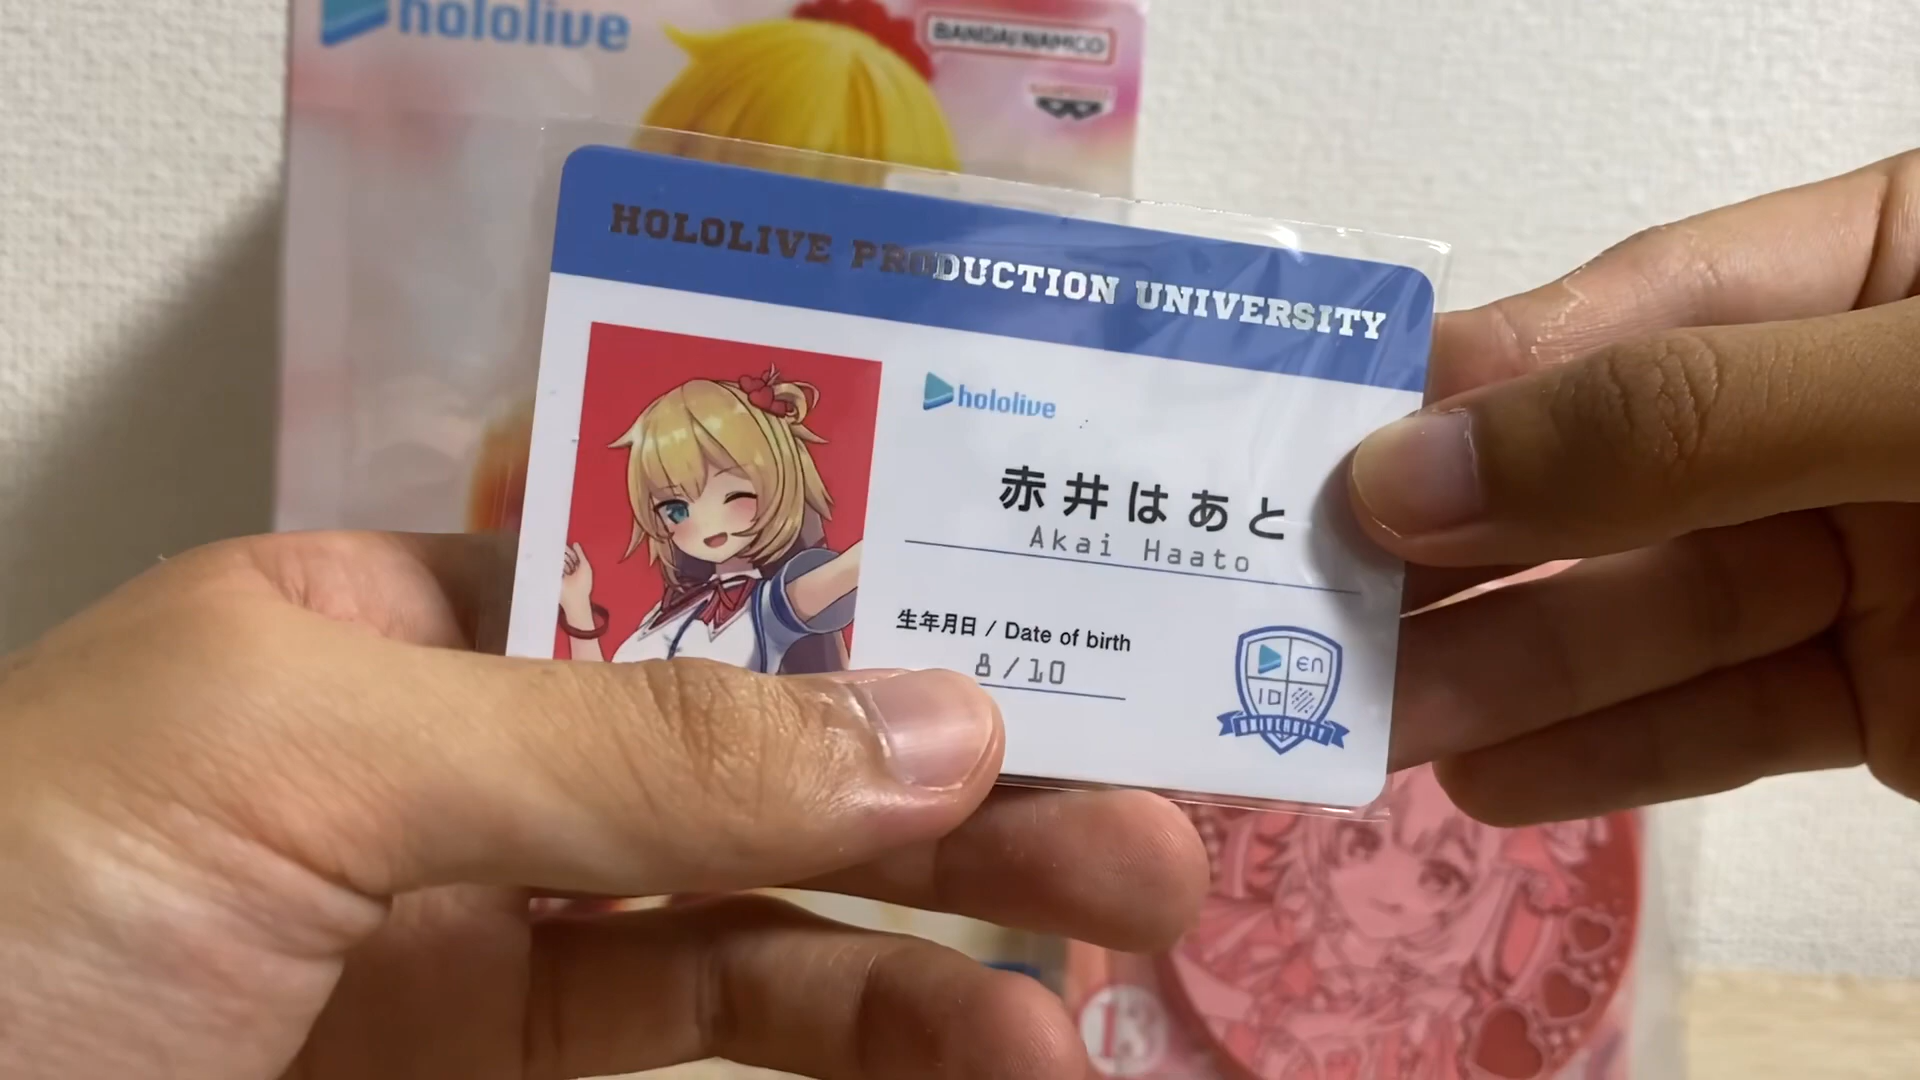 hololive
BANDAI NAMCO
HOLOLIVE PRODUCTION UNIVERSITY
hololive
赤井はあと
Akai Haato
生年月日 / Date of birth
8/10
en
ID
UNIVERSITY
13